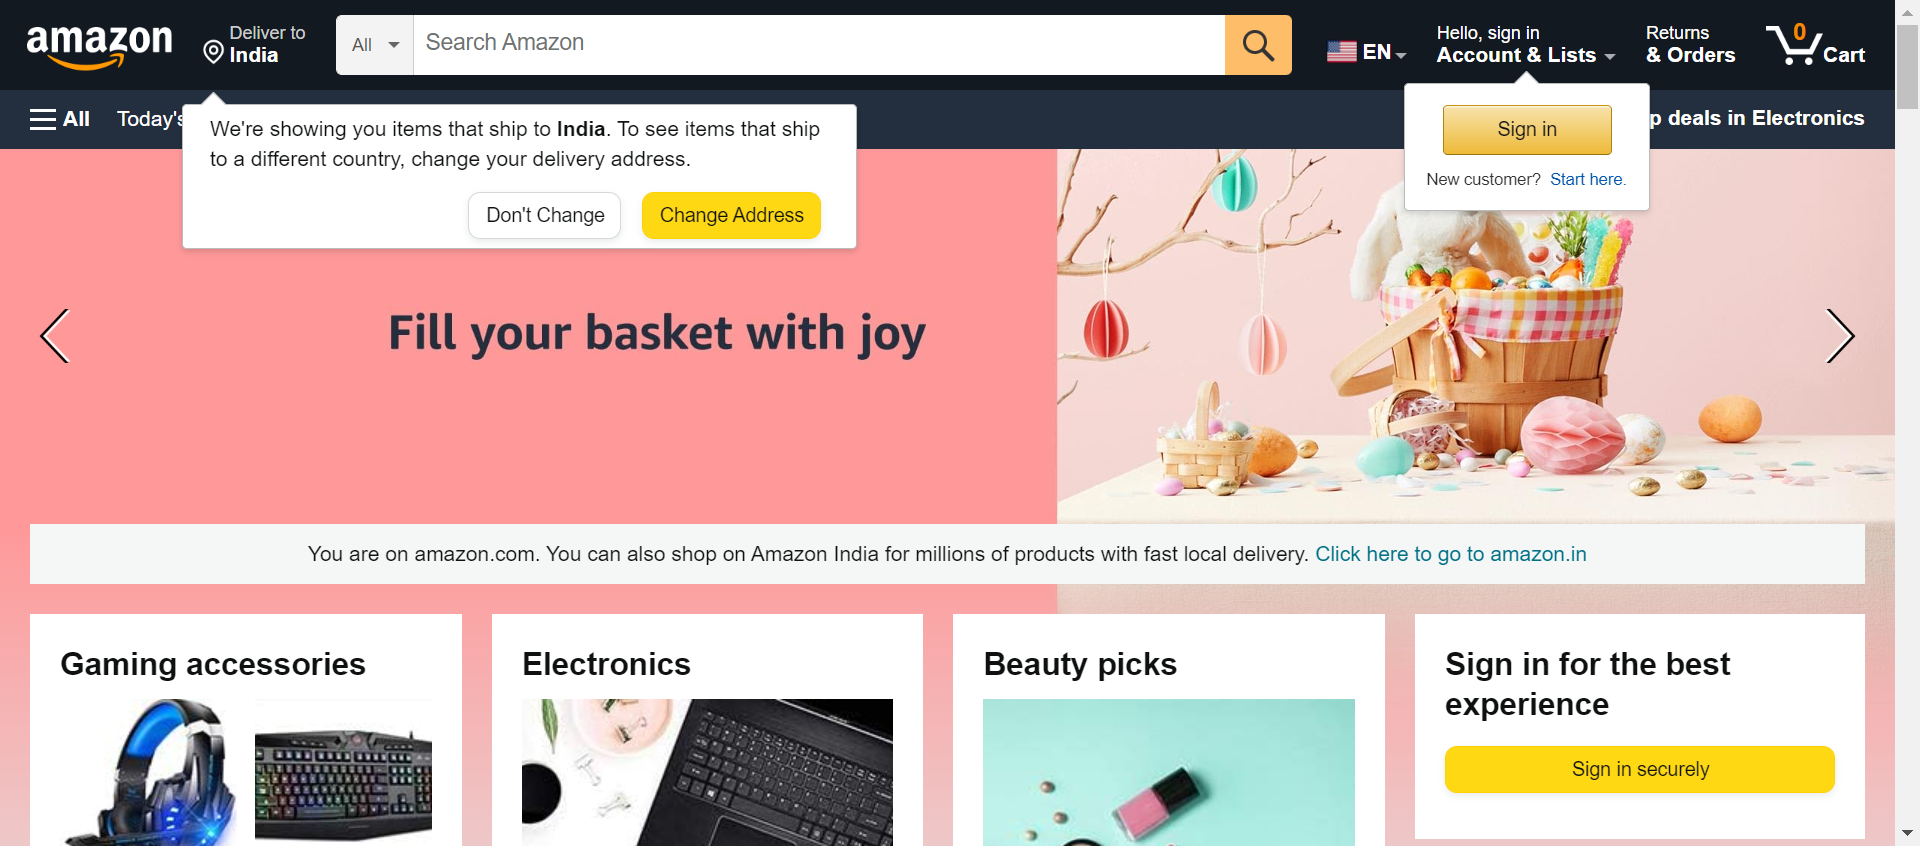 amazon
Deliver to
India
All
Search Amazon
EN
Hello, sign in
Account & Lists
Returns
& Orders
0
Cart
All
Today's
p deals in Electronics
We're showing you items that ship to India. To see items that ship
to a different country, change your delivery address.
Don't Change
Change Address
Sign in
New customer? Start here.
Fill your basket with joy
You are on amazon.com. You can also shop on Amazon India for millions of products with fast local delivery. Click here to go to amazon.in
Gaming accessories
Electronics
Beauty picks
Sign in for the best
experience
Sign in securely